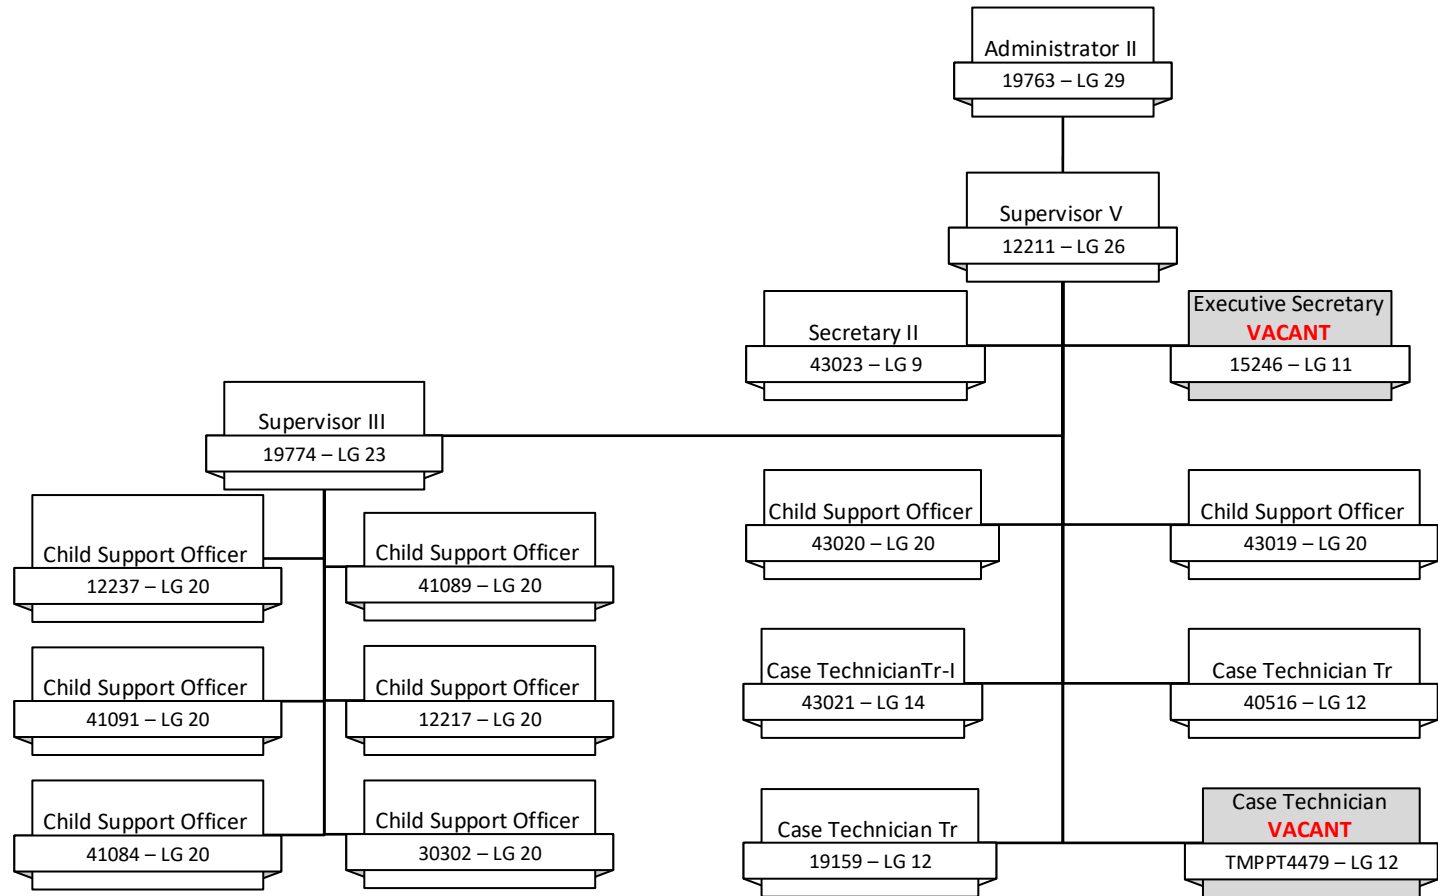 Administrator II
19763 – LG 29
Supervisor V
12211 – LG 26
Secretary II
43023 – LG 9
Executive Secretary
VACANT
15246 – LG 11
Supervisor III
19774 – LG 23
Child Support Officer
12237 – LG 20
Child Support Officer
41089 – LG 20
Child Support Officer
41091 – LG 20
Child Support Officer
12217 – LG 20
Child Support Officer
41084 – LG 20
Child Support Officer
30302 – LG 20
Child Support Officer
43020 – LG 20
Child Support Officer
43019 – LG 20
Case TechnicianTr-I
43021 – LG 14
Case Technician Tr
40516 – LG 12
Case Technician Tr
19159 – LG 12
Case Technician
VACANT
TMPPT4479 – LG 12